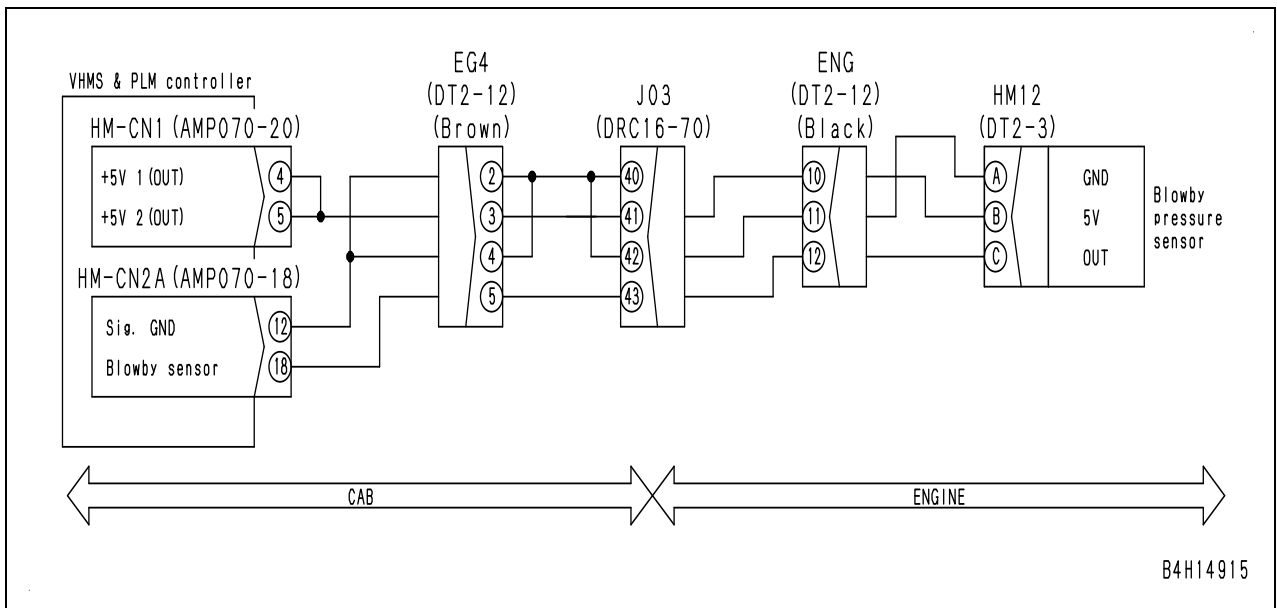 VHMS & PLM controller
HM-CN1 (AMP070-20)
+5V 1 (OUT)
4
+5V 2 (OUT)
5
HM-CN2A (AMP070-18)
Sig. GND
12
Blowby sensor
18
EG4
(DT2-12)
(Brown)
2
3
4
5
J03
(DRC16-70)
40
41
42
43
ENG
(DT2-12)
(Black)
10
11
12
HM12
(DT2-3)
A
GND
B
5V
C
OUT
Blowby
pressure
sensor
CAB
ENGINE
B4H14915